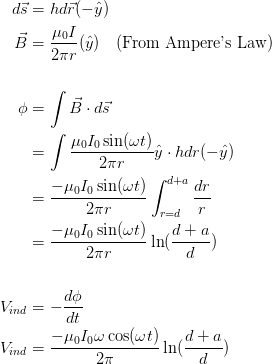 d\vec{s} = hd\vec{r}(-\hat{y})
\vec{B} = \frac{\mu_0 I}{2\pi r}(\hat{y}) (From Ampere's Law)
\phi = \int \vec{B} \cdot d\vec{s}
= \int \frac{\mu_0 I_0 \sin(\omega t)}{2\pi r} \hat{y} \cdot hdr(-\hat{y})
= \frac{-\mu_0 I_0 \sin(\omega t)}{2\pi r} \int_{r=d}^{d+a} \frac{dr}{r}
= \frac{-\mu_0 I_0 \sin(\omega t)}{2\pi r} \ln(\frac{d+a}{d})
V_{ind} = -\frac{d\phi}{dt}
V_{ind} = \frac{-\mu_0 I_0 \omega \cos(\omega t)}{2\pi} \ln(\frac{d+a}{d})